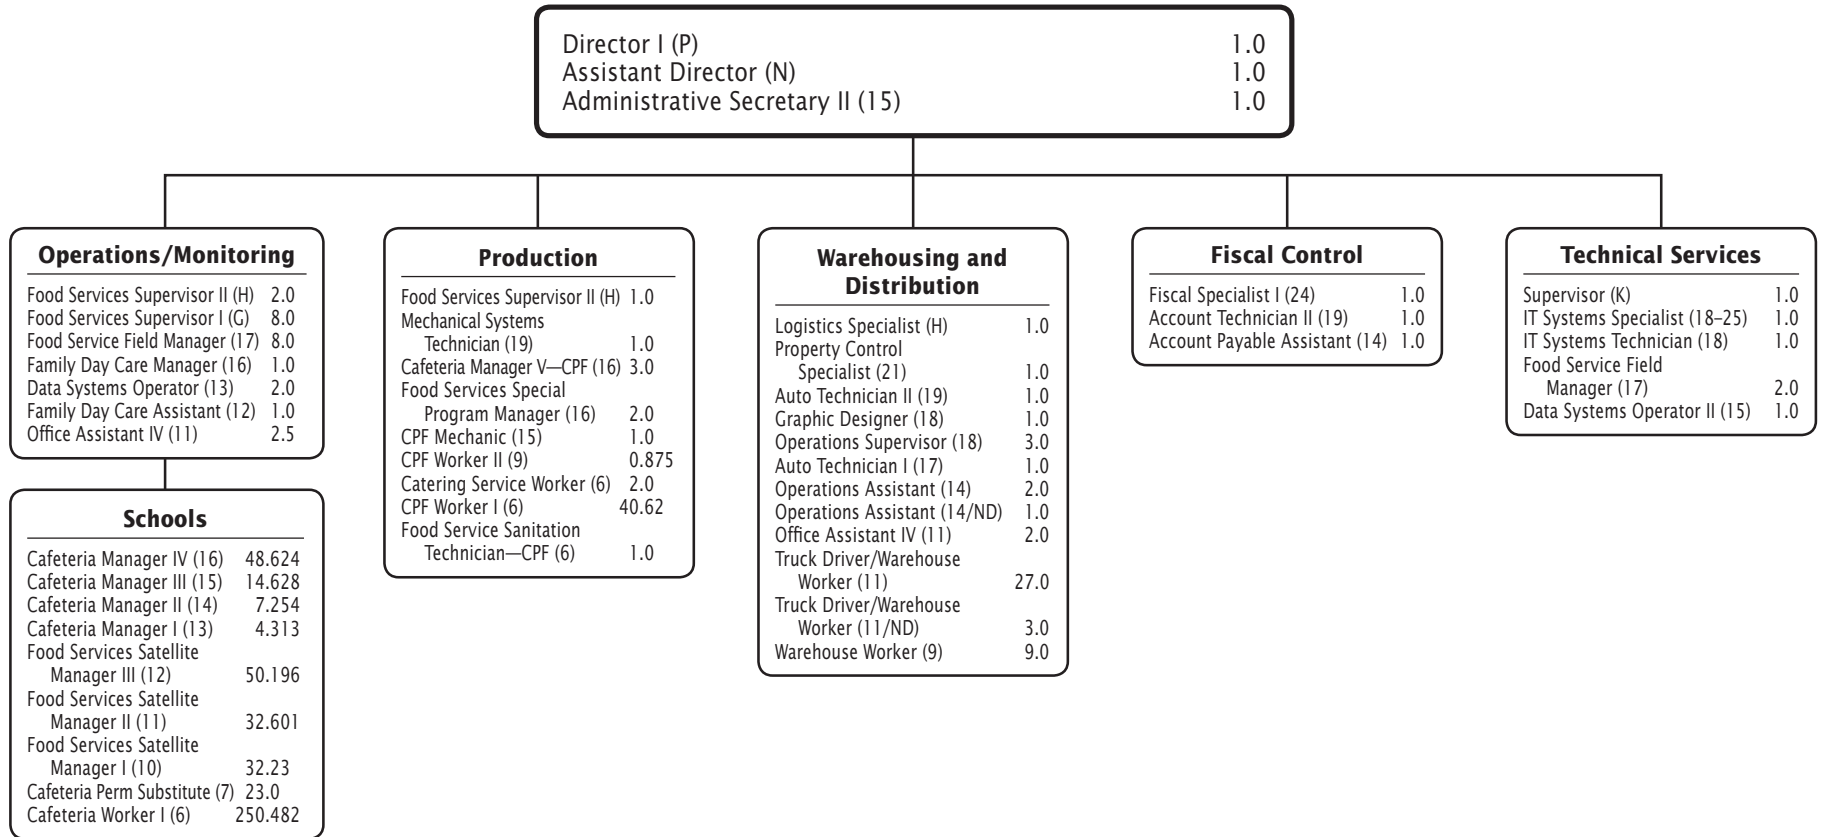 Director I (P) 1.0
Assistant Director (N) 1.0
Administrative Secretary II (15) 1.0
Operations/Monitoring
Food Services Supervisor II (H) 2.0
Food Services Supervisor I (G) 8.0
Food Service Field Manager (17) 8.0
Family Day Care Manager (16) 1.0
Data Systems Operator (13) 2.0
Family Day Care Assistant (12) 1.0
Office Assistant IV (11) 2.5
Schools
Cafeteria Manager IV (16) 48.624
Cafeteria Manager III (15) 14.628
Cafeteria Manager II (14) 7.254
Cafeteria Manager I (13) 4.313
Food Services Satellite
Manager III (12) 50.196
Food Services Satellite
Manager II (11) 32.601
Food Services Satellite
Manager I (10) 32.23
Cafeteria Perm Substitute (7) 23.0
Cafeteria Worker I (6) 250.482
Production
Food Services Supervisor II (H) 1.0
Mechanical Systems
Technician (19) 1.0
Cafeteria Manager V—CPF (16) 3.0
Food Services Special
Program Manager (16) 2.0
CPF Mechanic (15) 1.0
CPF Worker II (9) 0.875
Catering Service Worker (6) 2.0
CPF Worker I (6) 40.62
Food Service Sanitation
Technician—CPF (6) 1.0
Warehousing and
Distribution
Logistics Specialist (H) 1.0
Property Control
Specialist (21) 1.0
Auto Technician II (19) 1.0
Graphic Designer (18) 1.0
Operations Supervisor (18) 3.0
Auto Technician I (17) 1.0
Operations Assistant (14) 2.0
Operations Assistant (14/ND) 1.0
Office Assistant IV (11) 2.0
Truck Driver/Warehouse
Worker (11) 27.0
Truck Driver/Warehouse
Worker (11/ND) 3.0
Warehouse Worker (9) 9.0
Fiscal Control
Fiscal Specialist I (24) 1.0
Account Technician II (19) 1.0
Account Payable Assistant (14) 1.0
Technical Services
Supervisor (K) 1.0
IT Systems Specialist (18–25) 1.0
IT Systems Technician (18) 1.0
Food Service Field
Manager (17) 2.0
Data Systems Operator II (15) 1.0